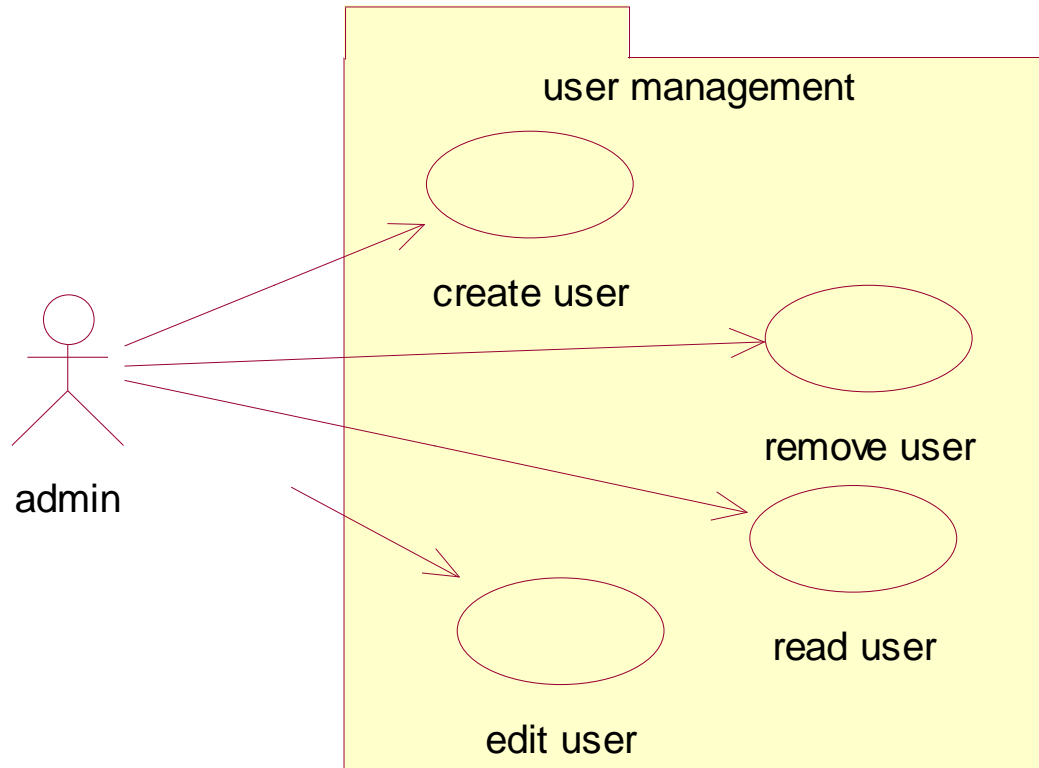 user management
create user
remove user
admin
read user
edit user